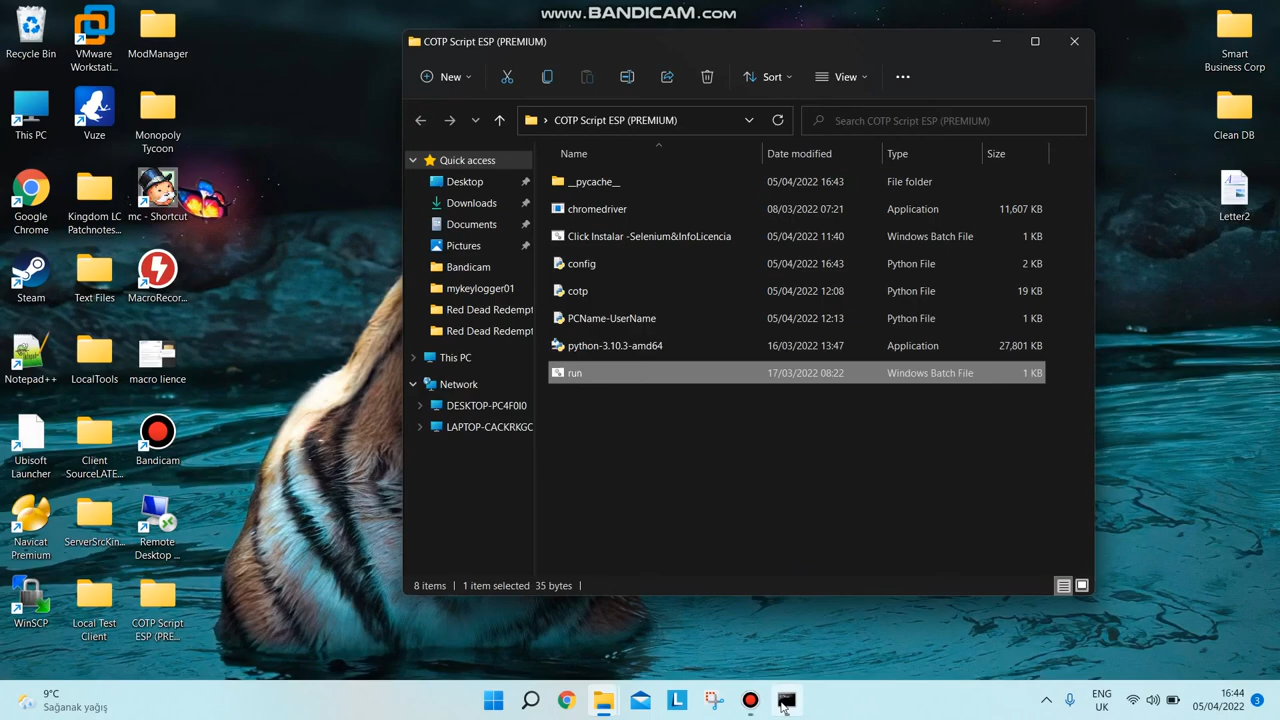 www.BANDICAM.com
Recycle Bin
VMware Workstati...
ModManager
This PC
Vuze
Monopoly Tycoon
Google Chrome
Kingdom LC Patchnotes...
mc - Shortcut
Steam
Text Files
MacroRecor...
Notepad++
LocalTools
macro lience
Ubisoft Launcher
Client SourceLATE...
Bandicam
Navicat Premium
ServerSrcKin...
Remote Desktop ...
WinSCP
Local Test Client
COTP Script ESP (PRE...
Smart Business Corp
Clean DB
Letter2
COTP Script ESP (PREMIUM)
New
Sort
View
COTP Script ESP (PREMIUM)
Search COTP Script ESP (PREMIUM)
Quick access
Desktop
Downloads
Documents
Pictures
Bandicam
mykeylogger01
Red Dead Redempt
Red Dead Redempt
This PC
Network
DESKTOP-PC4F0I0
LAPTOP-CACKRKGC
Name Date modified Type Size
__pycache__ 05/04/2022 16:43 File folder
chromedriver 08/03/2022 07:21 Application 11,607 KB
Click Instalar -Selenium&InfoLicencia 05/04/2022 11:40 Windows Batch File 1 KB
config 05/04/2022 16:43 Python File 2 KB
cotp 05/04/2022 12:08 Python File 19 KB
PCName-UserName 05/04/2022 12:13 Python File 1 KB
python-3.10.3-amd64 16/03/2022 13:47 Application 27,801 KB
run 17/03/2022 08:22 Windows Batch File 1 KB
8 items 1 item selected 35 bytes
9°C
Sağanak yağış
ENG
UK
16:44
05/04/2022
3